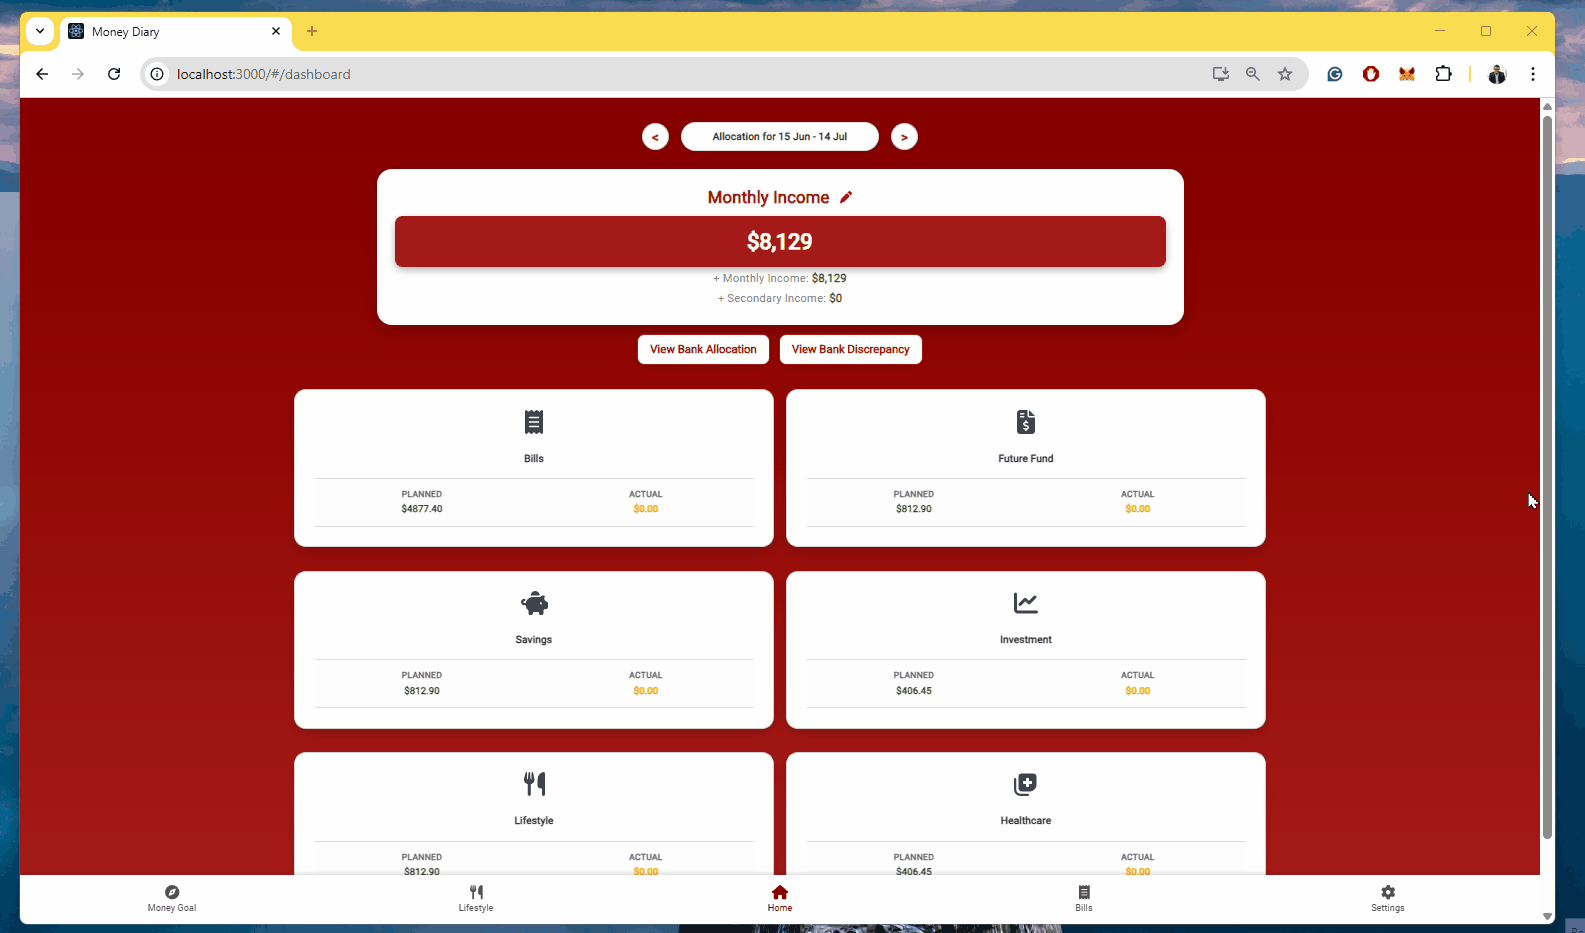 Money Diary
localhost:3000/#/dashboard
< Allocation for 15 Jun - 14 Jul >
Monthly Income
$8,129
+ Monthly Income: $8,129
+ Secondary Income: $0
View Bank Allocation View Bank Discrepancy
Bills
PLANNED ACTUAL
$4877.40 $0.00
Future Fund
PLANNED ACTUAL
$812.90 $0.00
Savings
PLANNED ACTUAL
$812.90 $0.00
Investment
PLANNED ACTUAL
$406.45 $0.00
Lifestyle
PLANNED ACTUAL
$812.90 $0.00
Healthcare
PLANNED ACTUAL
$406.45 $0.00
Money Goal Lifestyle Home Bills Settings